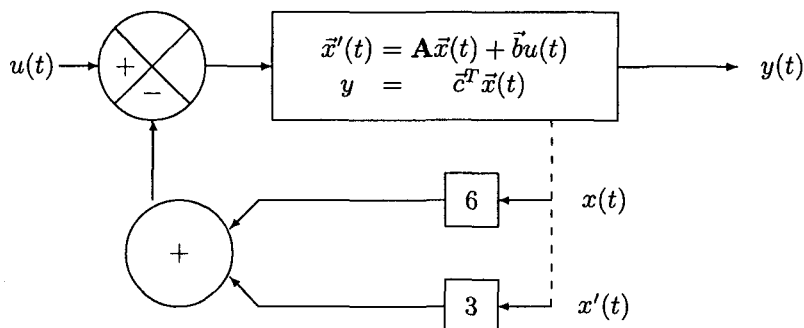 u(t)
+
−
x⃗′(t) = Ax⃗(t) + b⃗u(t)
y = c⃗ᵀx⃗(t)
y(t)
6
x(t)
+
3
x′(t)